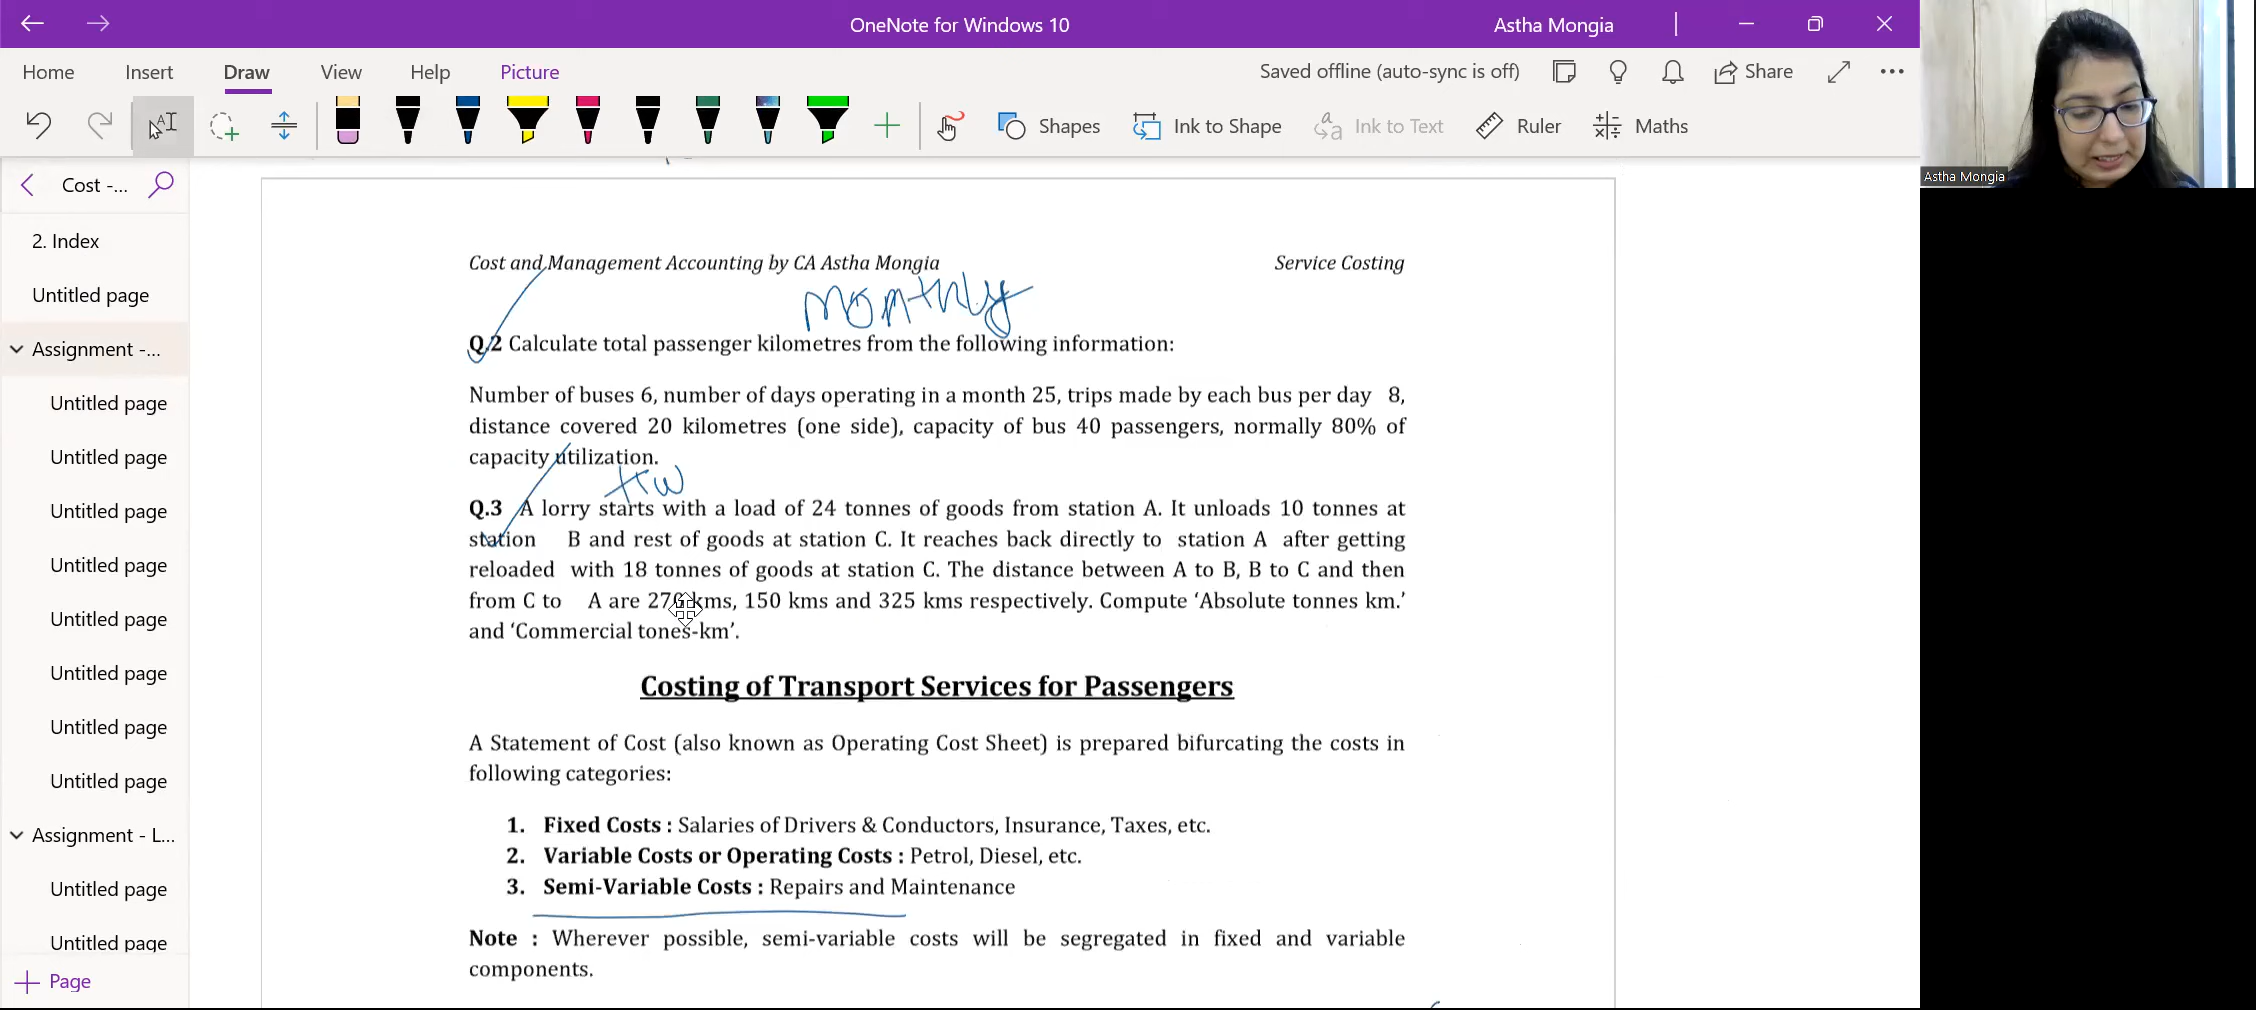 OneNote for Windows 10
Astha Mongia
Home Insert Draw View Help Picture
Saved offline (auto-sync is off)
Share
Shapes
Ink to Shape
Ink to Text
Ruler
Maths
Cost -...
2. Index
Untitled page
Assignment -...
Untitled page
Untitled page
Untitled page
Untitled page
Untitled page
Untitled page
Untitled page
Untitled page
Assignment - L...
Untitled page
Untitled page
Page
Astha Mongia
Cost and Management Accounting by CA Astha Mongia Service Costing
Monthly
Q.2 Calculate total passenger kilometres from the following information:
Number of buses 6, number of days operating in a month 25, trips made by each bus per day 8,
distance covered 20 kilometres (one side), capacity of bus 40 passengers, normally 80% of
capacity utilization.
HW
Q.3 A lorry starts with a load of 24 tonnes of goods from station A. It unloads 10 tonnes at
station B and rest of goods at station C. It reaches back directly to station A after getting
reloaded with 18 tonnes of goods at station C. The distance between A to B, B to C and then
from C to A are 270 kms, 150 kms and 325 kms respectively. Compute ‘Absolute tonnes km.’
and ‘Commercial tones-km’.
Costing of Transport Services for Passengers
A Statement of Cost (also known as Operating Cost Sheet) is prepared bifurcating the costs in
following categories:
1. Fixed Costs : Salaries of Drivers & Conductors, Insurance, Taxes, etc.
2. Variable Costs or Operating Costs : Petrol, Diesel, etc.
3. Semi-Variable Costs : Repairs and Maintenance
Note : Wherever possible, semi-variable costs will be segregated in fixed and variable
components.